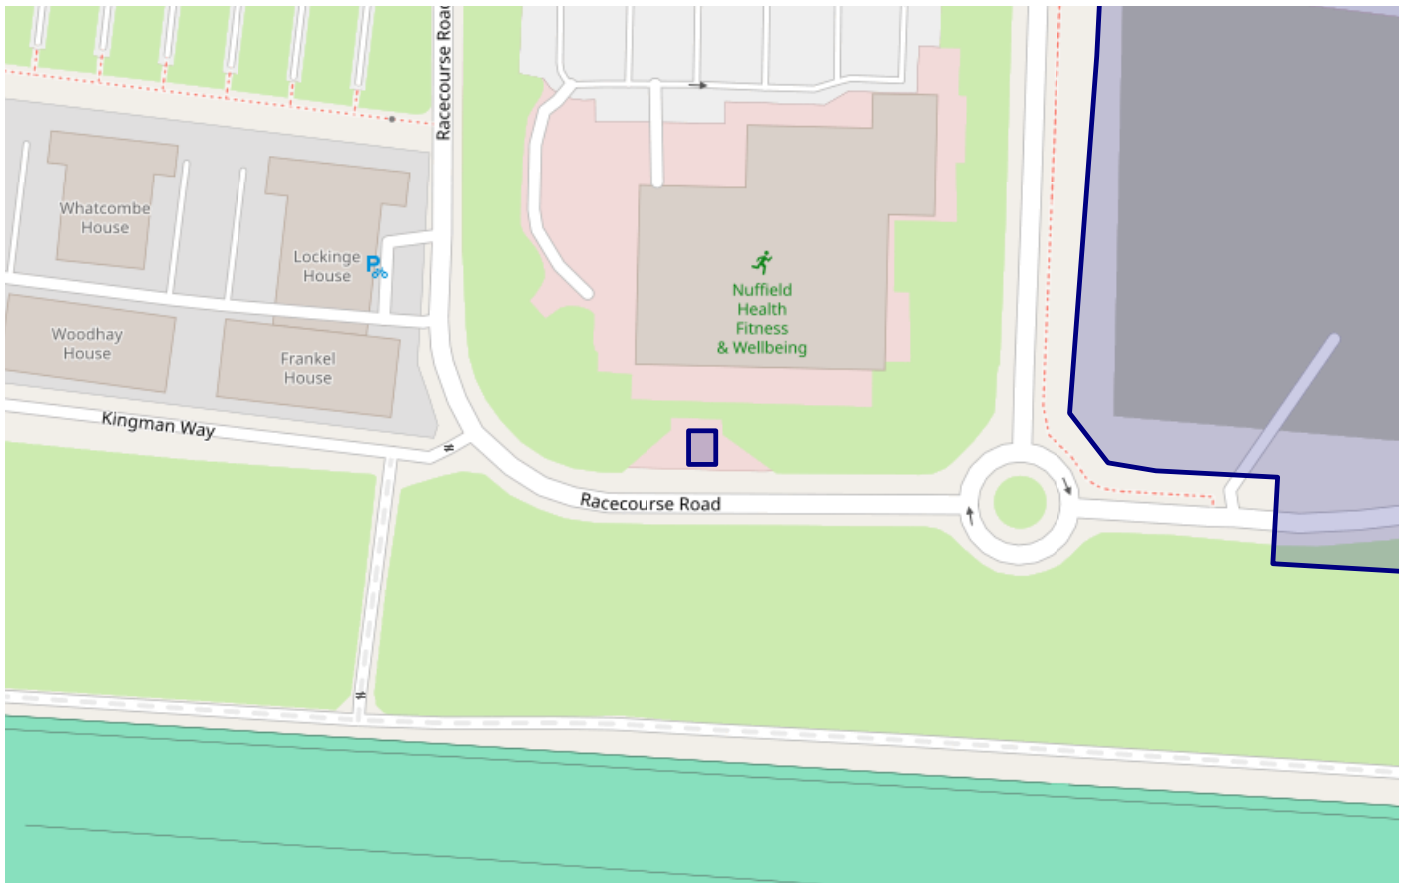 Racecourse Road
Whatcombe
House
Lockinge
House
P
Nuffield
Health
Fitness
& Wellbeing
Woodhay
House
Frankel
House
Kingman Way
Racecourse Road